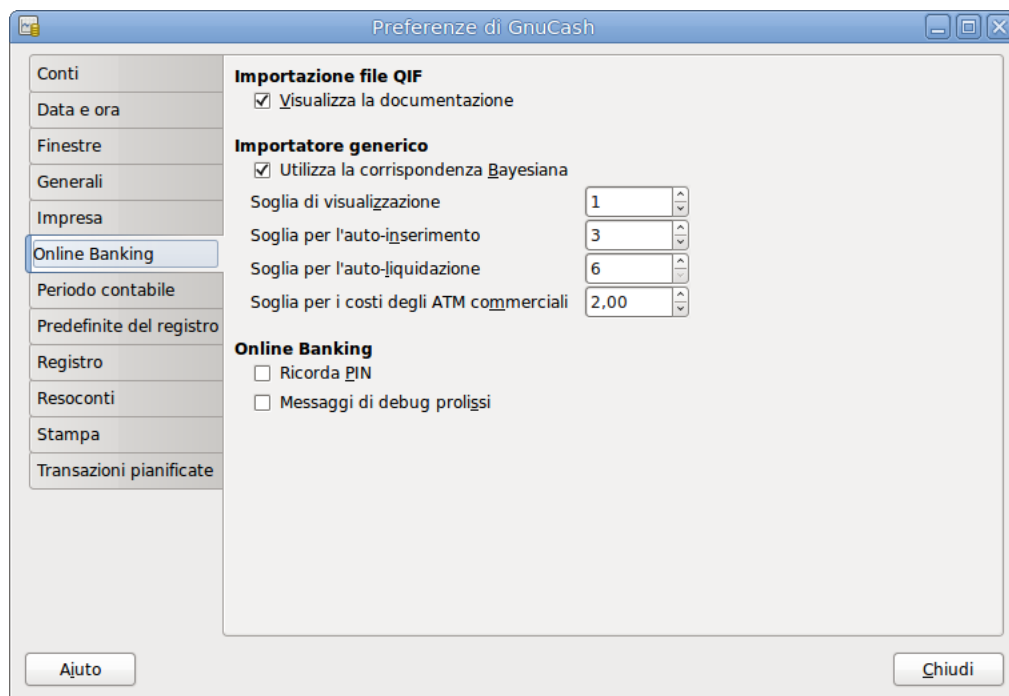 Preferenze di GnuCash
Conti
Data e ora
Finestre
Generali
Impresa
Online Banking
Periodo contabile
Predefinite del registro
Registro
Resoconti
Stampa
Transazioni pianificate
Importazione file QIF
Visualizza la documentazione
Importatore generico
Utilizza la corrispondenza Bayesiana
Soglia di visualizzazione 1
Soglia per l'auto-inserimento 3
Soglia per l'auto-liquidazione 6
Soglia per i costi degli ATM commerciali 2,00
Online Banking
Ricorda PIN
Messaggi di debug prolissi
Aiuto Chiudi